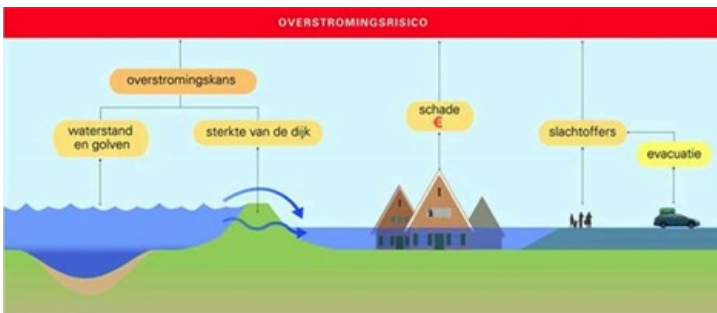 OVERSTROMINGSRISICO
overstromingskans
waterstand
en golven
sterkte van de dijk
schade
€
slachtoffers
evacuatie